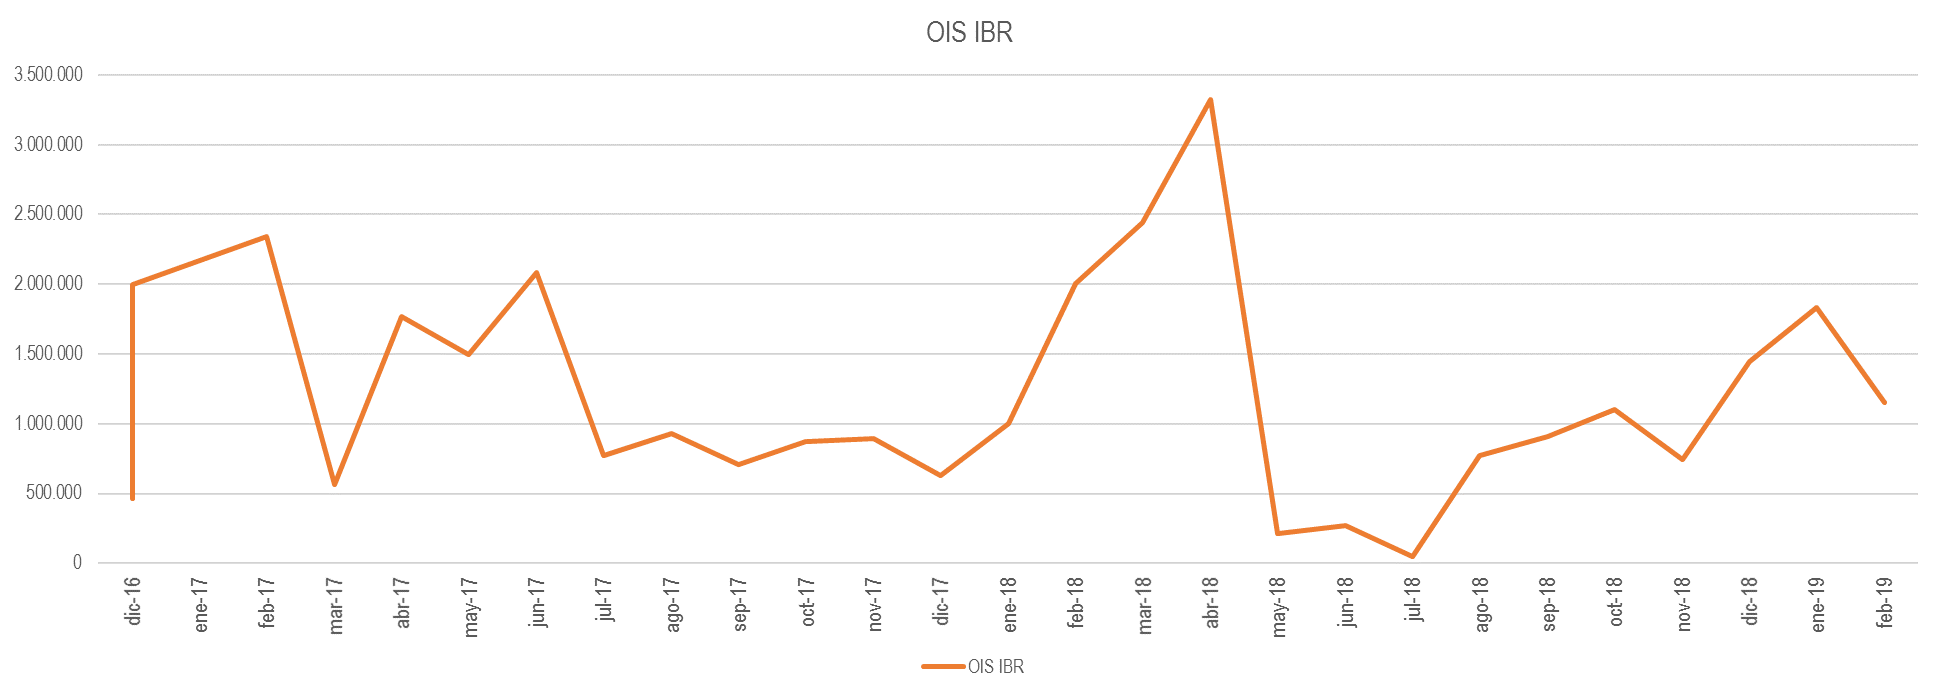 OIS IBR
3.500.000
3.000.000
2.500.000
2.000.000
1.500.000
1.000.000
500.000
0
dic-16
ene-17
feb-17
mar-17
abr-17
may-17
jun-17
jul-17
ago-17
sep-17
oct-17
nov-17
dic-17
ene-18
feb-18
mar-18
abr-18
may-18
jun-18
jul-18
ago-18
sep-18
oct-18
nov-18
dic-18
ene-19
feb-19
OIS IBR